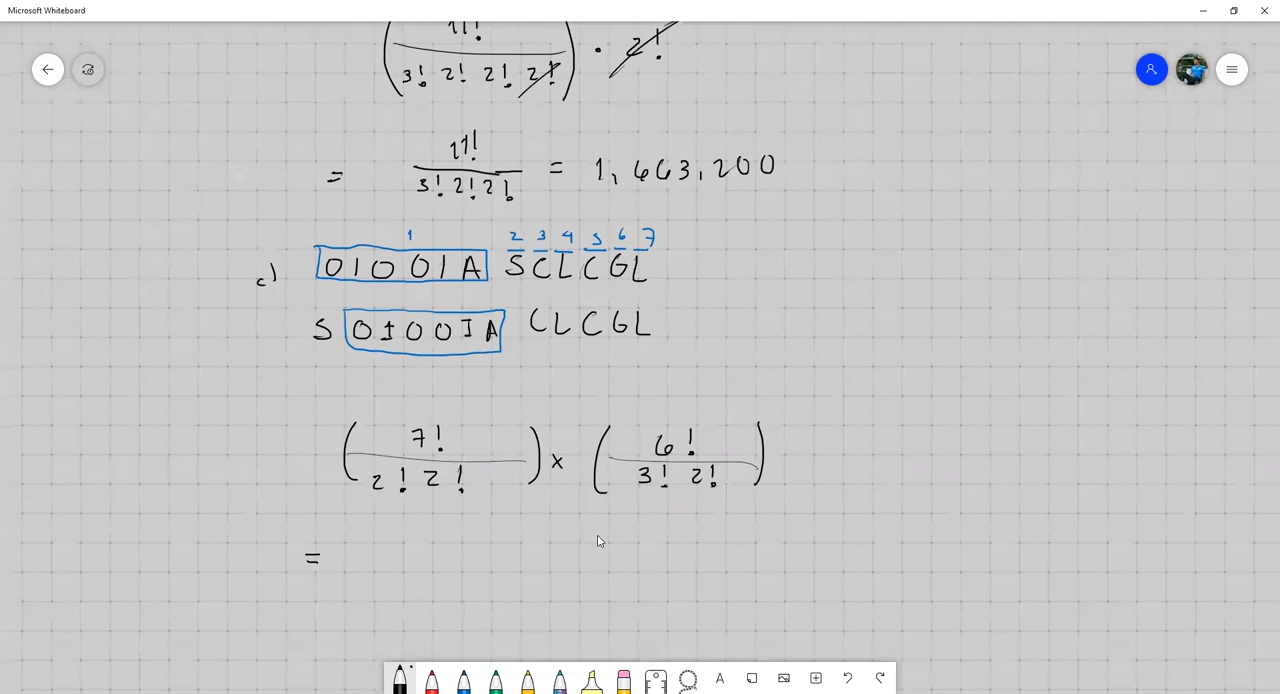 Microsoft Whiteboard
( 11! / 3! 2! 2! 2! ) · 2!
= 11! / 3! 2! 2! = 1,663,200
1 2 3 4 5 6 7
c) OIOOIA SCLCGL
S OIOOIA CLCGL
( 7! / 2! 2! ) x ( 6! / 3! 2! )
=
A